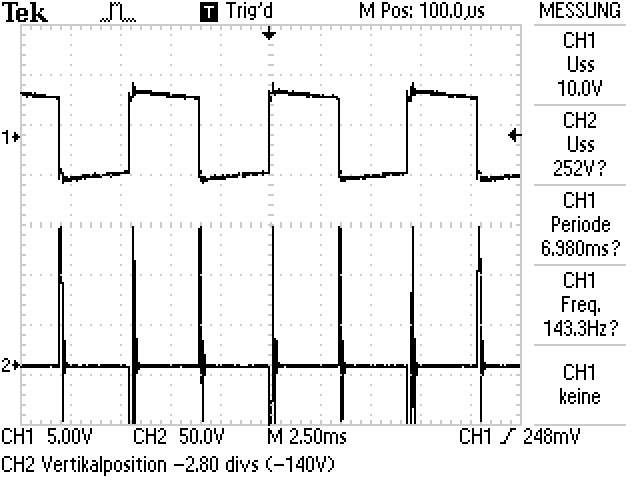 Tek T Trig'd M Pos: 100.0µs MESSUNG
CH1
Uss
10.0V
CH2
Uss
252V?
CH1
Periode
6.980ms?
CH1
Freq.
143.3Hz?
CH1
keine
1
2
CH1 5.00V CH2 50.0V M 2.50ms CH1 248mV
CH2 Vertikalposition -2.80 divs (-140V)